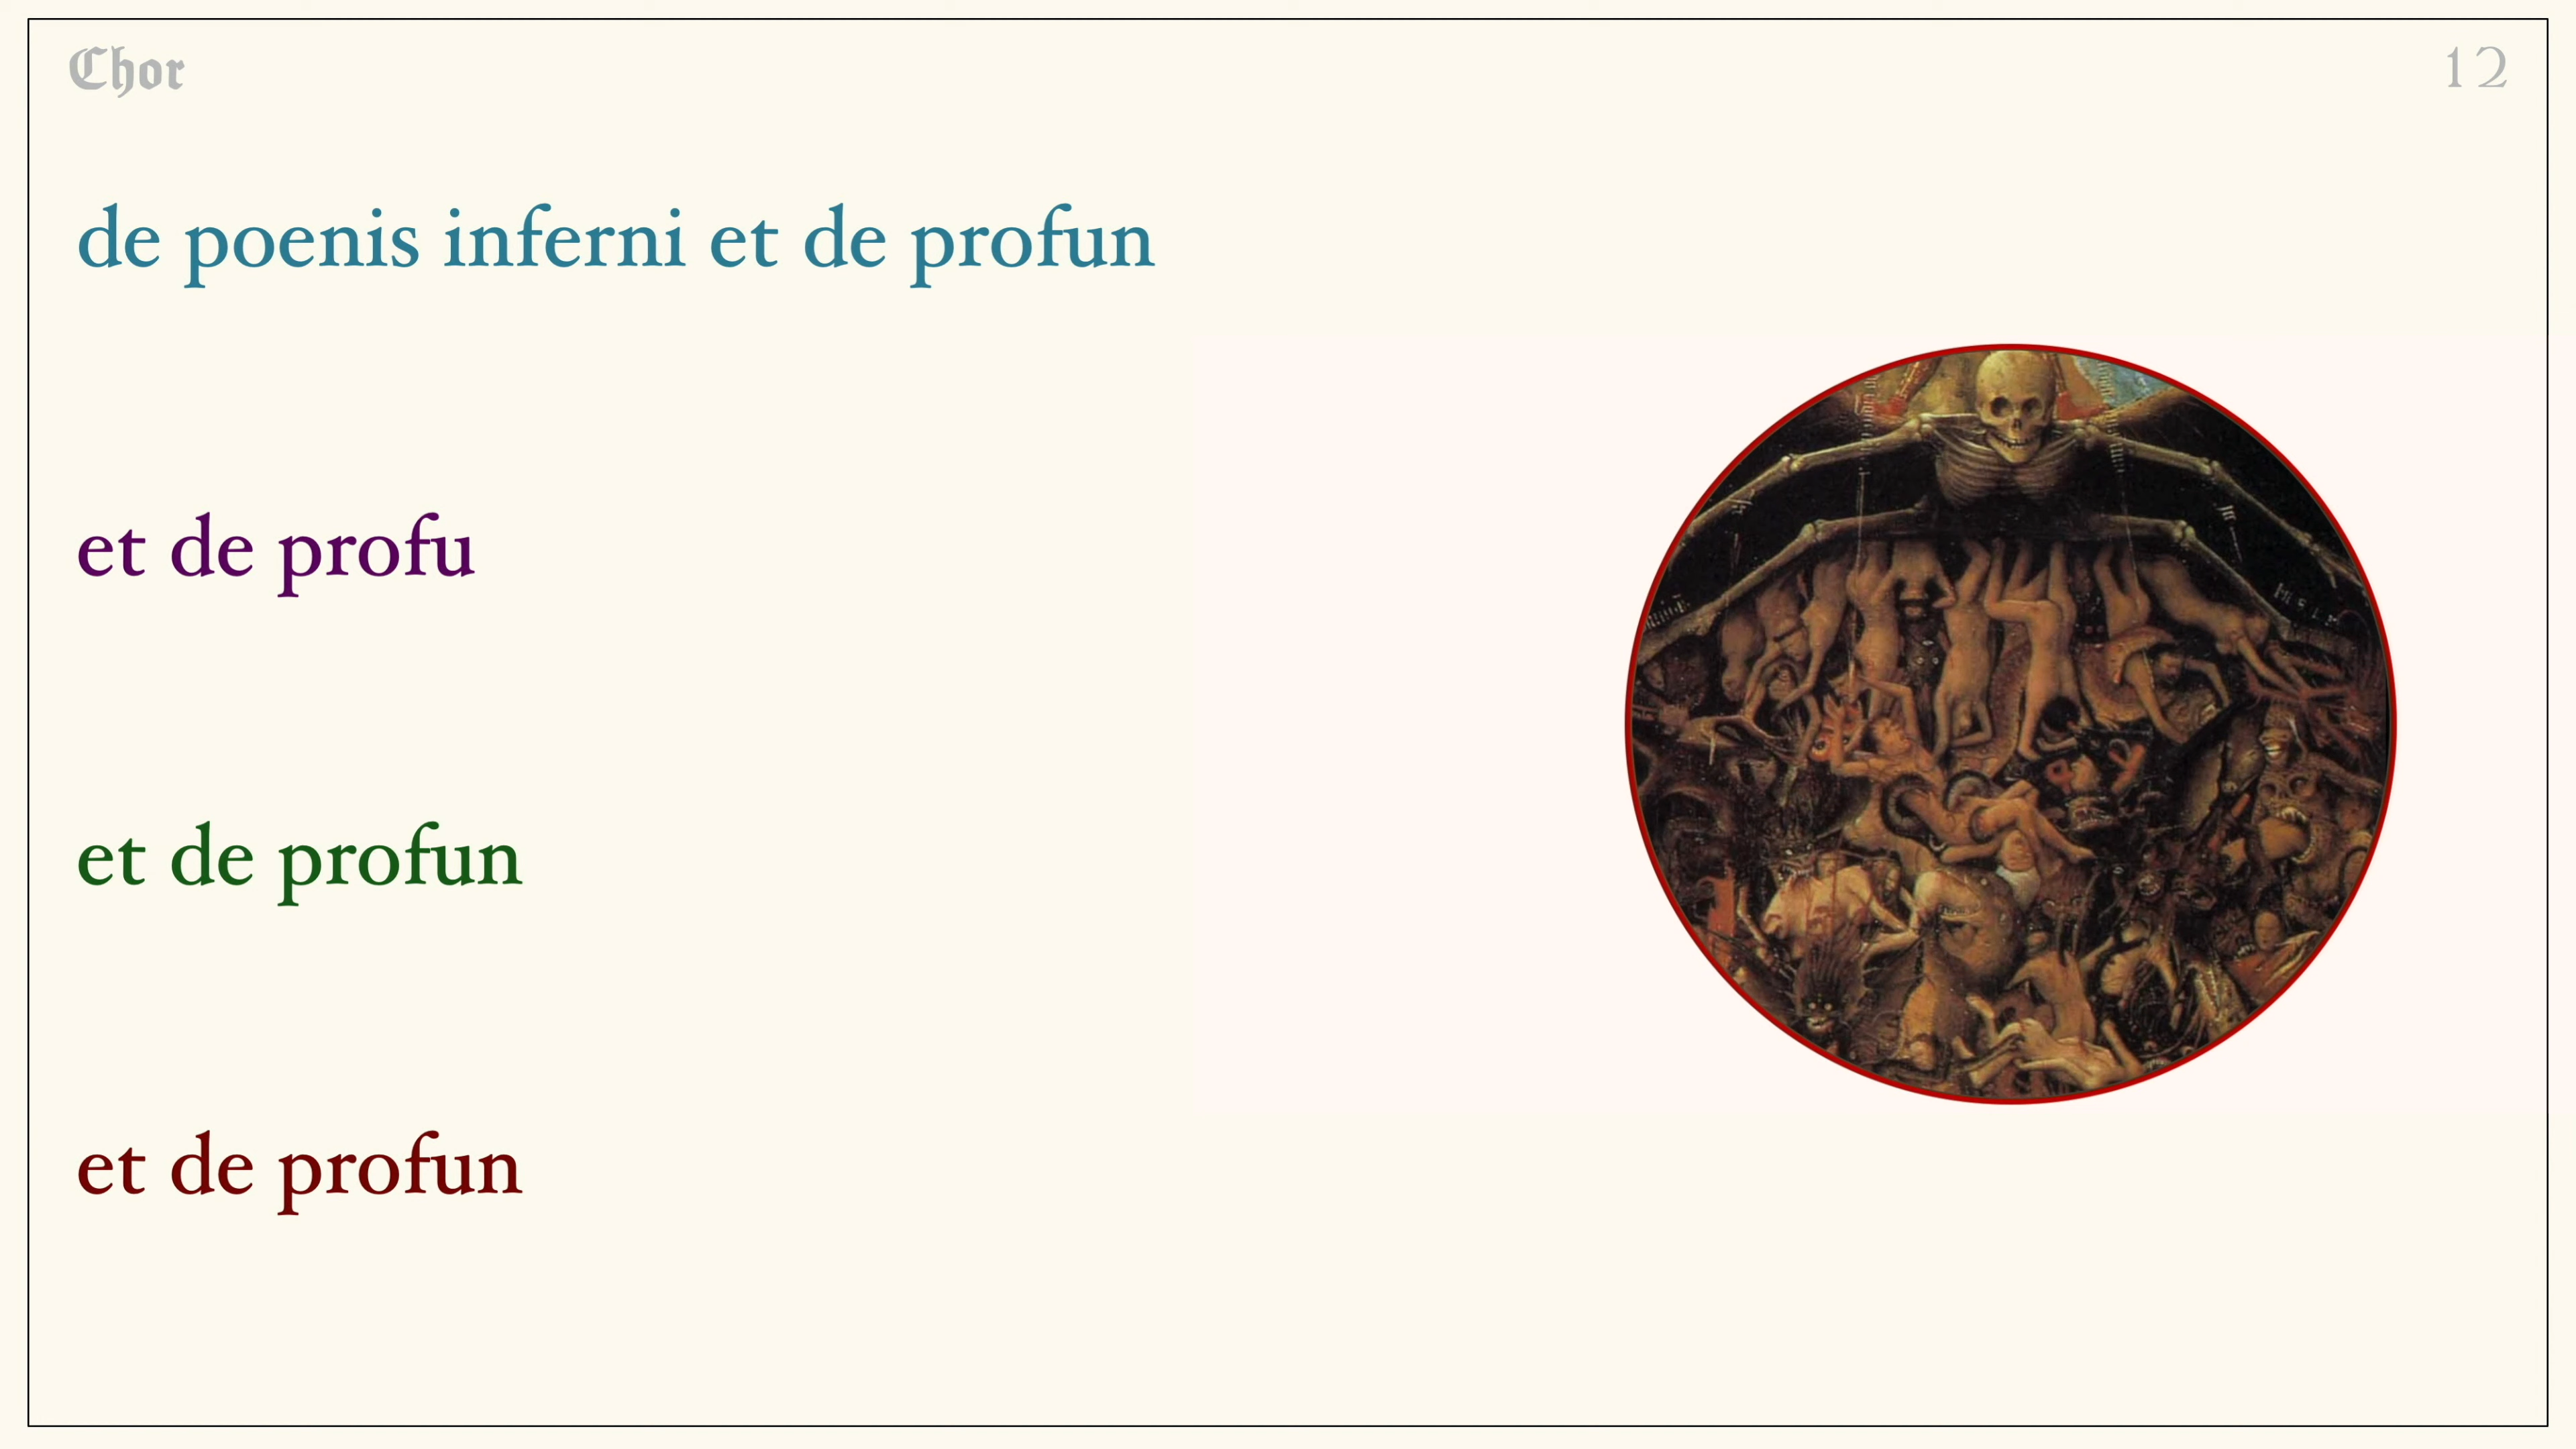 Chor
12
de poenis inferni et de profun
et de profu
et de profun
et de profun